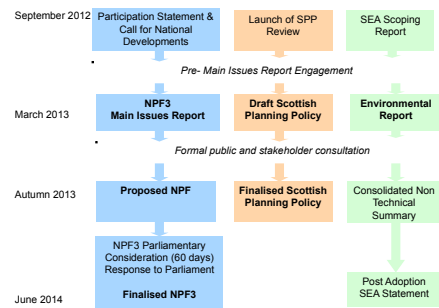 September 2012
Participation Statement &
Call for National
Developments
Launch of SPP
Review
SEA Scoping
Report
Pre- Main Issues Report Engagement
March 2013
NPF3
Main Issues Report
Draft Scottish
Planning Policy
Environmental
Report
Formal public and stakeholder consultation
Autumn 2013
Proposed NPF
Finalised Scottish
Planning Policy
Consolidated Non
Technical
Summary
NPF3 Parliamentary
Consideration (60 days)
Response to Parliament
Finalised NPF3
Post Adoption
SEA Statement
June 2014